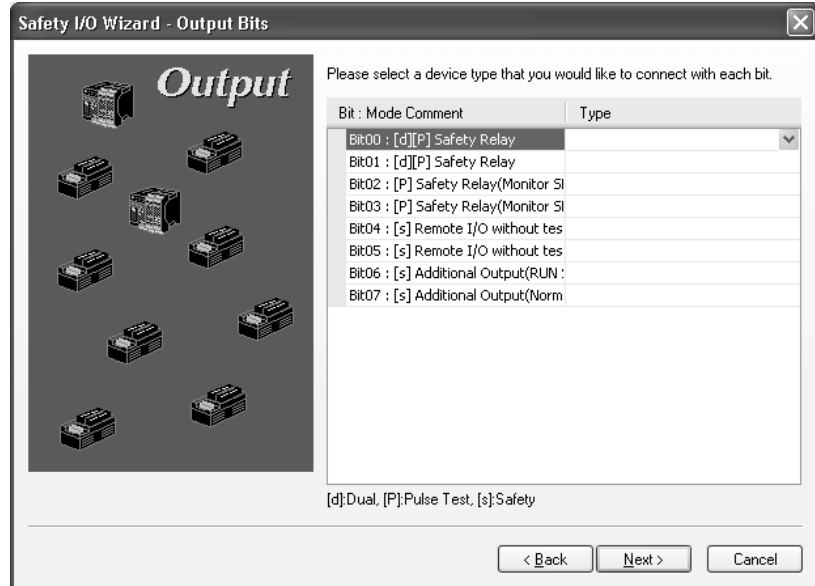 Safety I/O Wizard - Output Bits
Output
Please select a device type that you would like to connect with each bit.
Bit : Mode Comment Type
Bit00 : [d][P] Safety Relay
Bit01 : [d][P] Safety Relay
Bit02 : [P] Safety Relay(Monitor Sl
Bit03 : [P] Safety Relay(Monitor Sl
Bit04 : [s] Remote I/O without tes
Bit05 : [s] Remote I/O without tes
Bit06 : [s] Additional Output(RUN :
Bit07 : [s] Additional Output(Norm
[d]:Dual, [P]:Pulse Test, [s]:Safety
< Back Next > Cancel